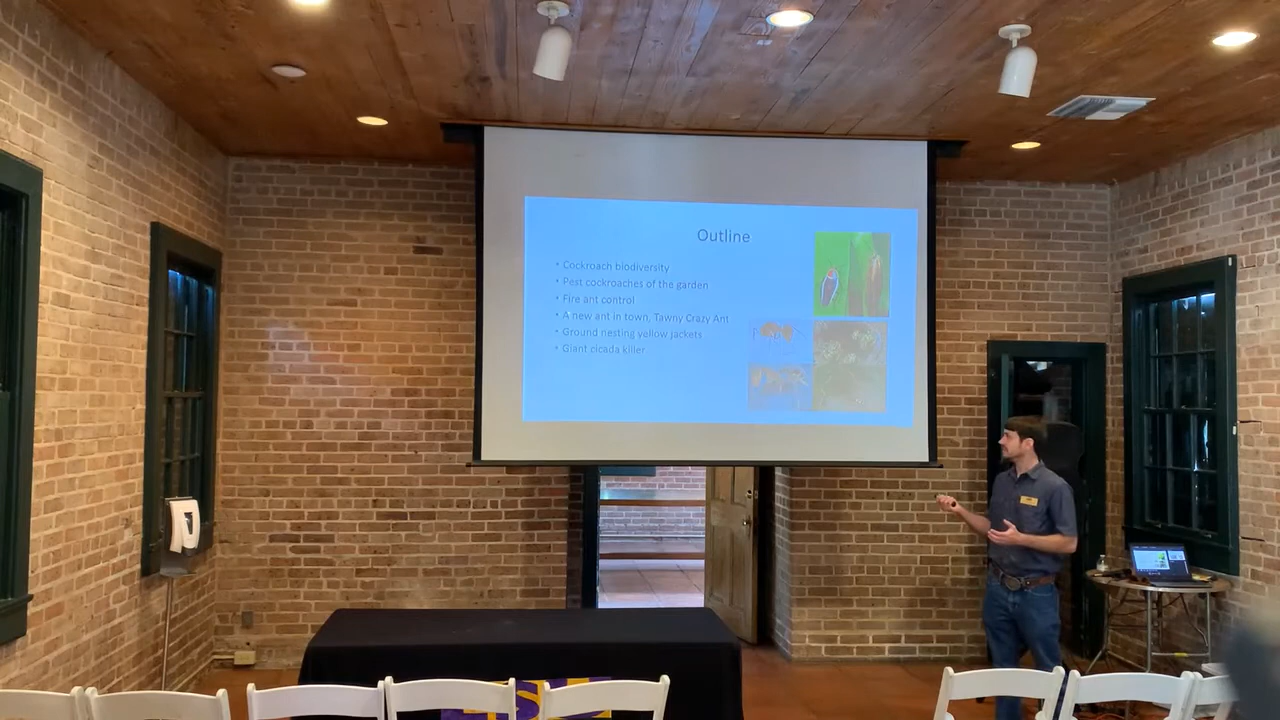 Outline
• Cockroach biodiversity
• Pest cockroaches of the garden
• Fire ant control
• A new ant in town, Tawny Crazy Ant
• Ground nesting yellow jackets
• Giant cicada killer